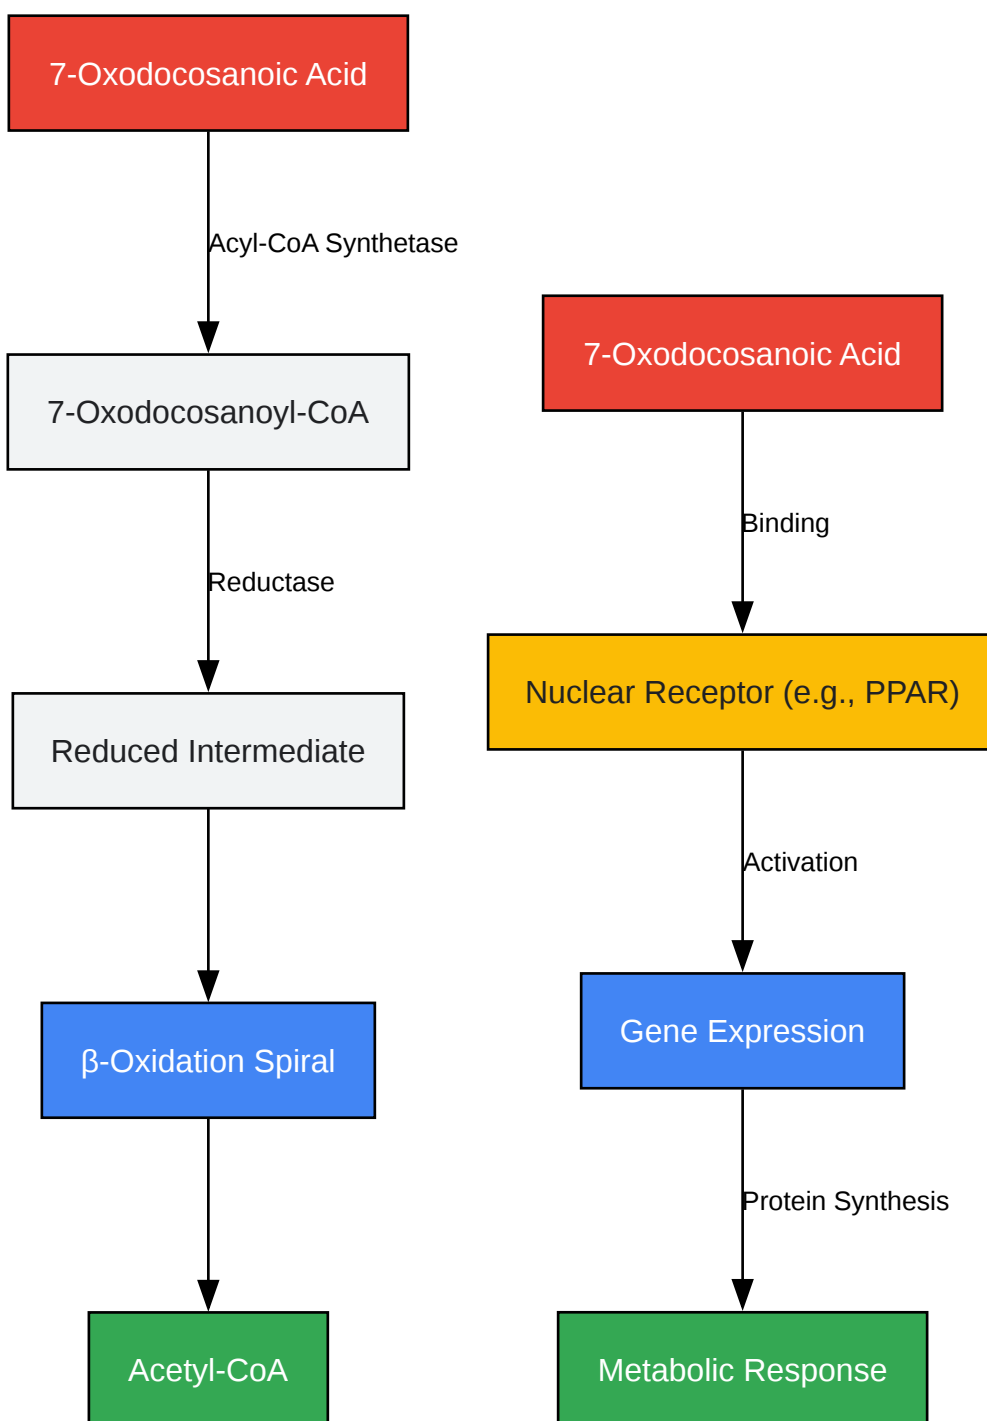 7-Oxodocosanoic Acid
Acyl-CoA Synthetase
7-Oxodocosanoyl-CoA
Reductase
Reduced Intermediate
β-Oxidation Spiral
Acetyl-CoA
7-Oxodocosanoic Acid
Binding
Nuclear Receptor (e.g., PPAR)
Activation
Gene Expression
Protein Synthesis
Metabolic Response